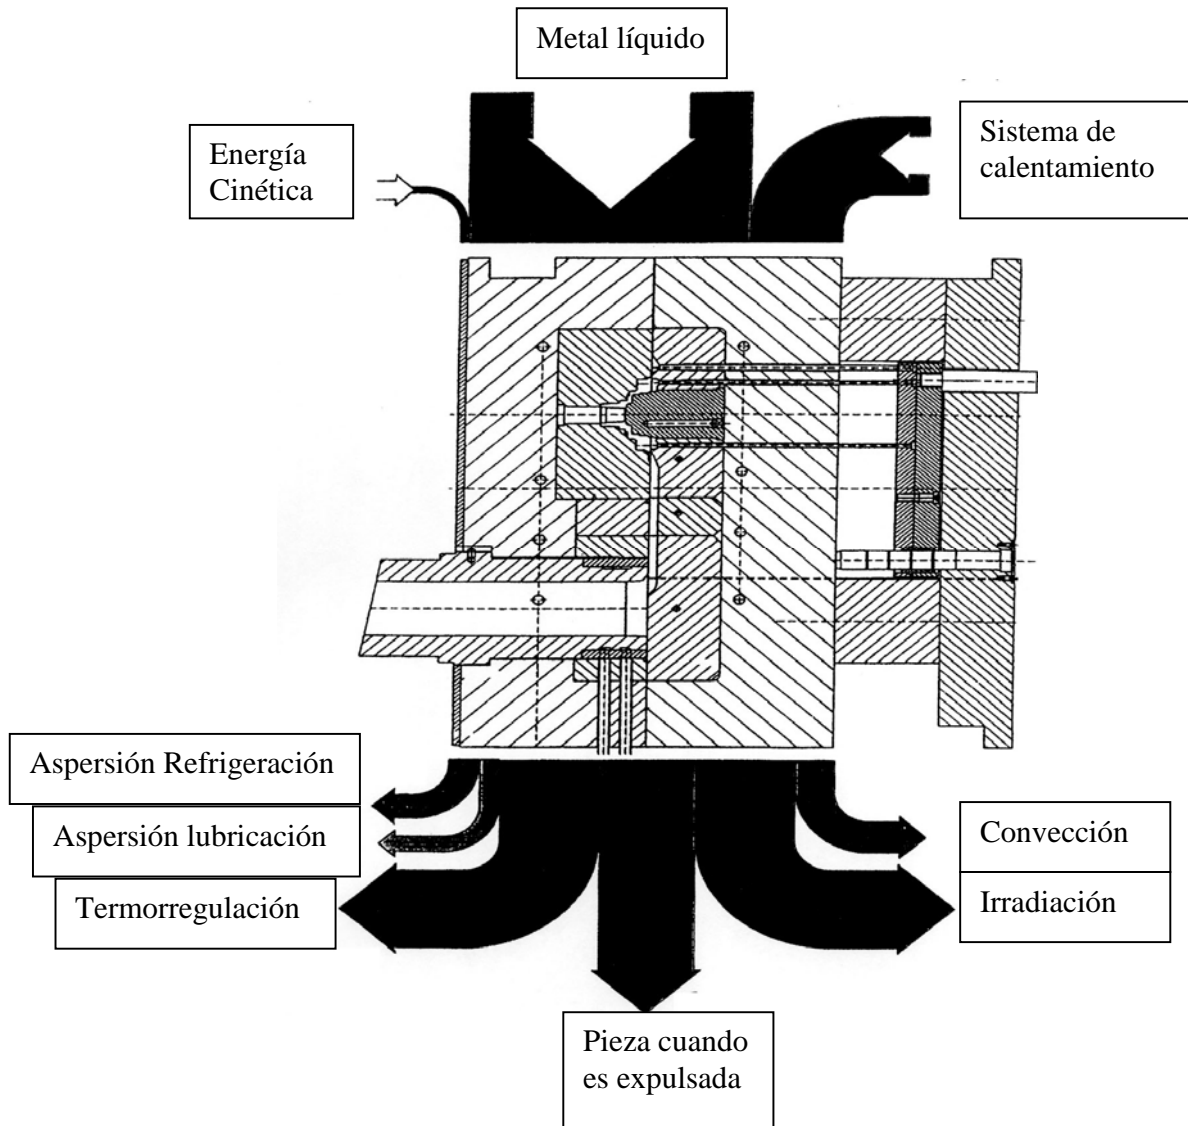 Metal líquido
Energía
Cinética
Sistema de
calentamiento
Aspersión Refrigeración
Aspersión lubricación
Termorregulación
Convección
Irradiación
Pieza cuando
es expulsada